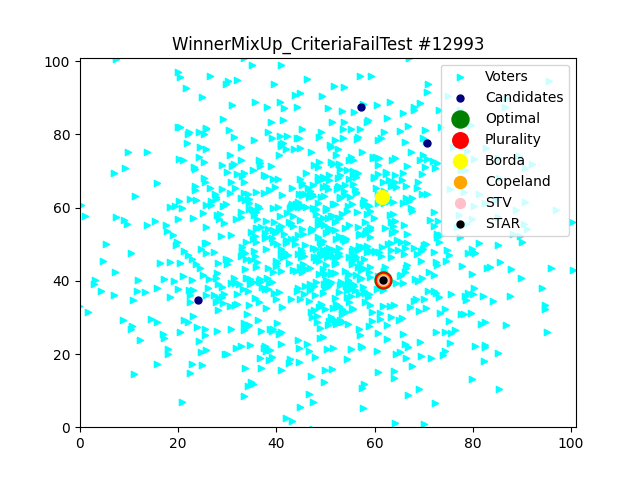 WinnerMixUp_CriteriaFailTest #12993
100
80
60
40
20
0
0
20
40
60
80
100
Voters
Candidates
Optimal
Plurality
Borda
Copeland
STV
STAR